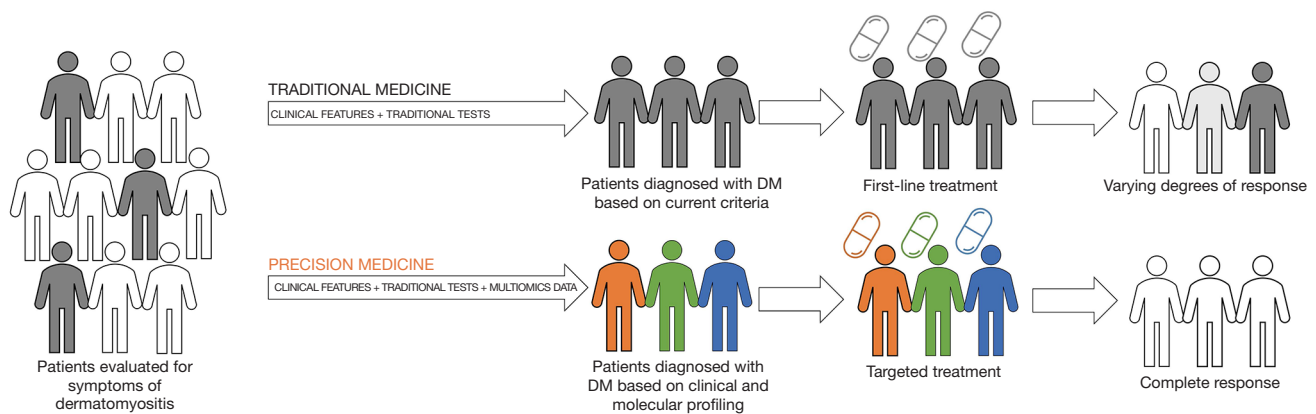 Patients evaluated for
symptoms of
dermatomyositis
TRADITIONAL MEDICINE
CLINICAL FEATURES + TRADITIONAL TESTS
Patients diagnosed with DM
based on current criteria
First-line treatment
Varying degrees of response
PRECISION MEDICINE
CLINICAL FEATURES + TRADITIONAL TESTS + MULTIOMICS DATA
Patients diagnosed with
DM based on clinical and
molecular profiling
Targeted treatment
Complete response